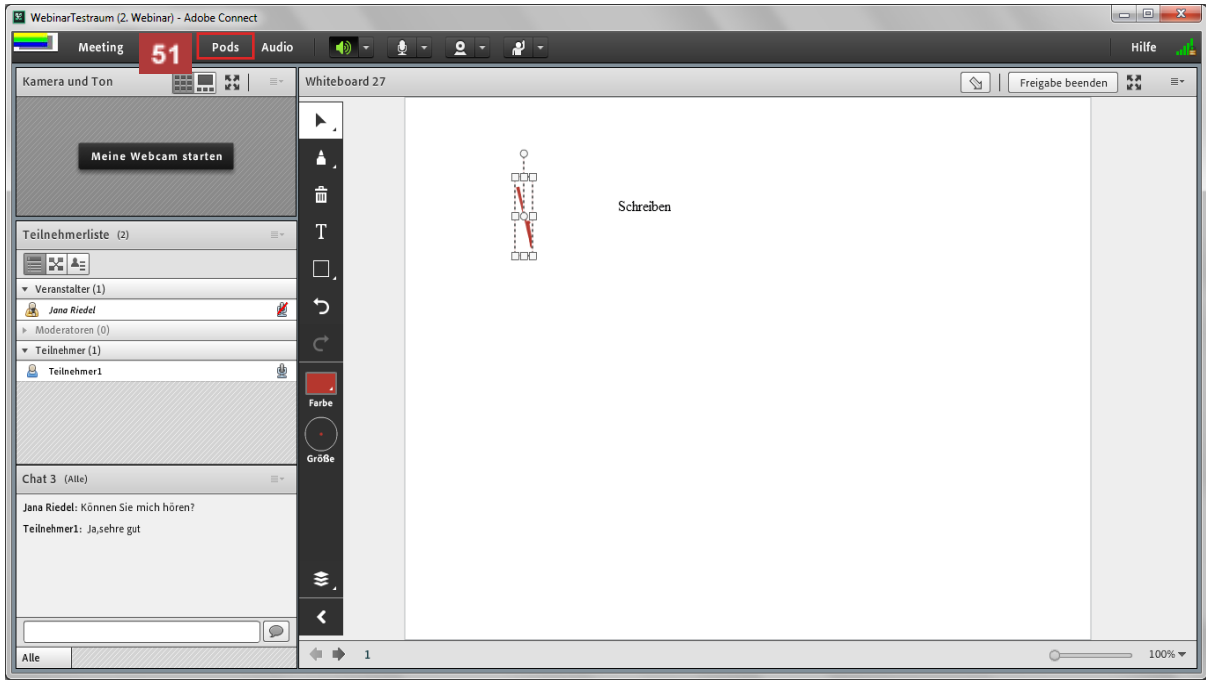 WebinarTestraum (2. Webinar) - Adobe Connect
Meeting 51 Pods Audio Hilfe
Kamera und Ton
Meine Webcam starten
Teilnehmerliste (2)
Veranstalter (1)
Jana Riedel
Moderatoren (0)
Teilnehmer (1)
Teilnehmer1
Chat 3 (Alle)
Jana Riedel: Können Sie mich hören?
Teilnehmer1: Ja,sehre gut
Alle
Whiteboard 27 Freigabe beenden
T
Farbe
Größe
Schreiben
1 100%